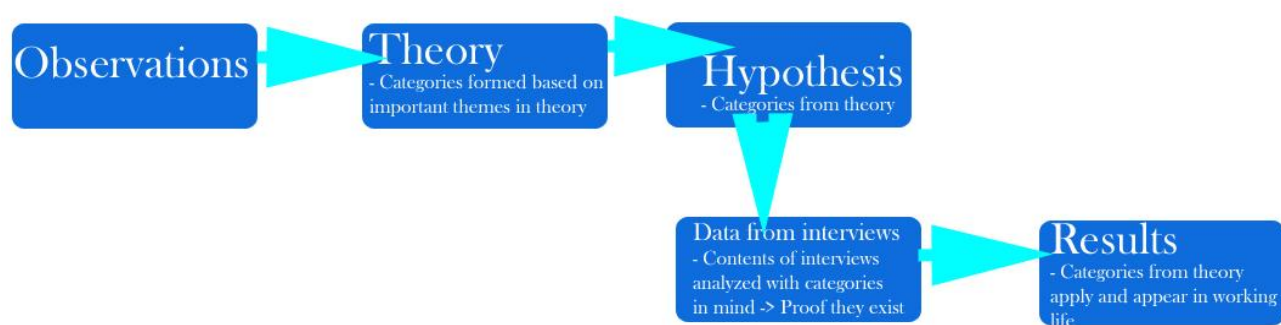 Observations
Theory
- Categories formed based on
important themes in theory
Hypothesis
- Categories from theory
Data from interviews
- Contents of interviews
analyzed with categories
in mind -> Proof they exist
Results
- Categories from theory
apply and appear in working
life